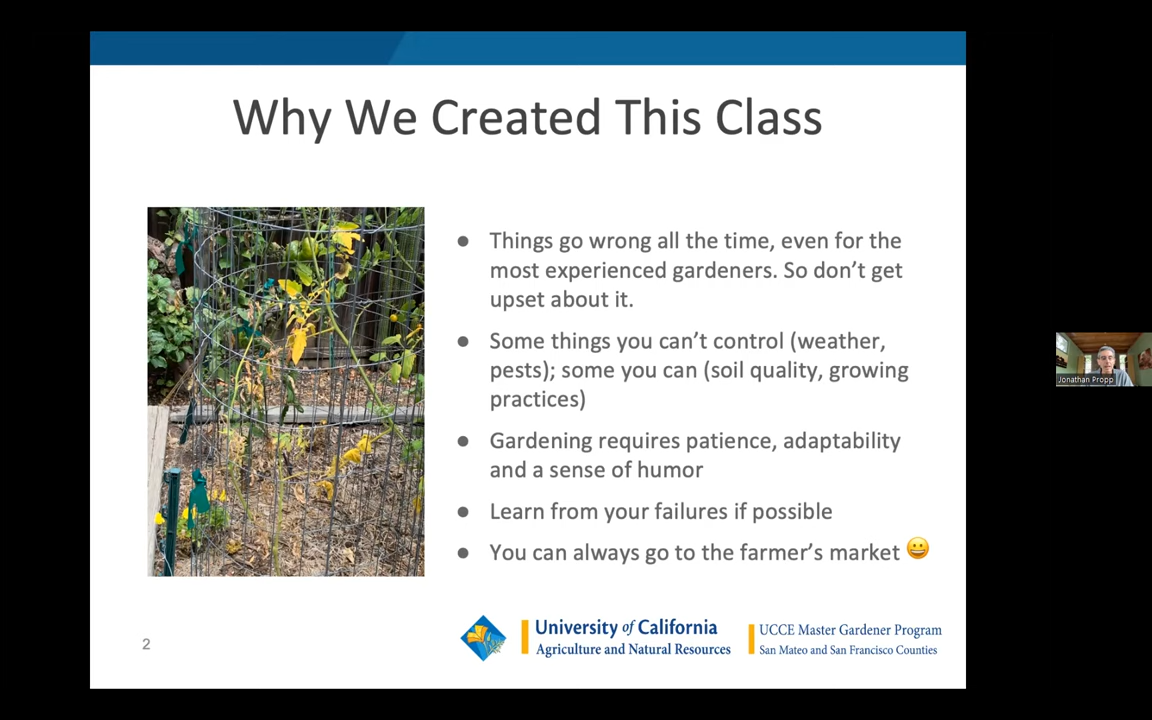 Why We Created This Class
● Things go wrong all the time, even for the
most experienced gardeners. So don’t get
upset about it.
● Some things you can’t control (weather,
pests); some you can (soil quality, growing
practices)
● Gardening requires patience, adaptability
and a sense of humor
● Learn from your failures if possible
● You can always go to the farmer’s market 😀
Jonathan Propp
2
University of California
Agriculture and Natural Resources
UCCE Master Gardener Program
San Mateo and San Francisco Counties